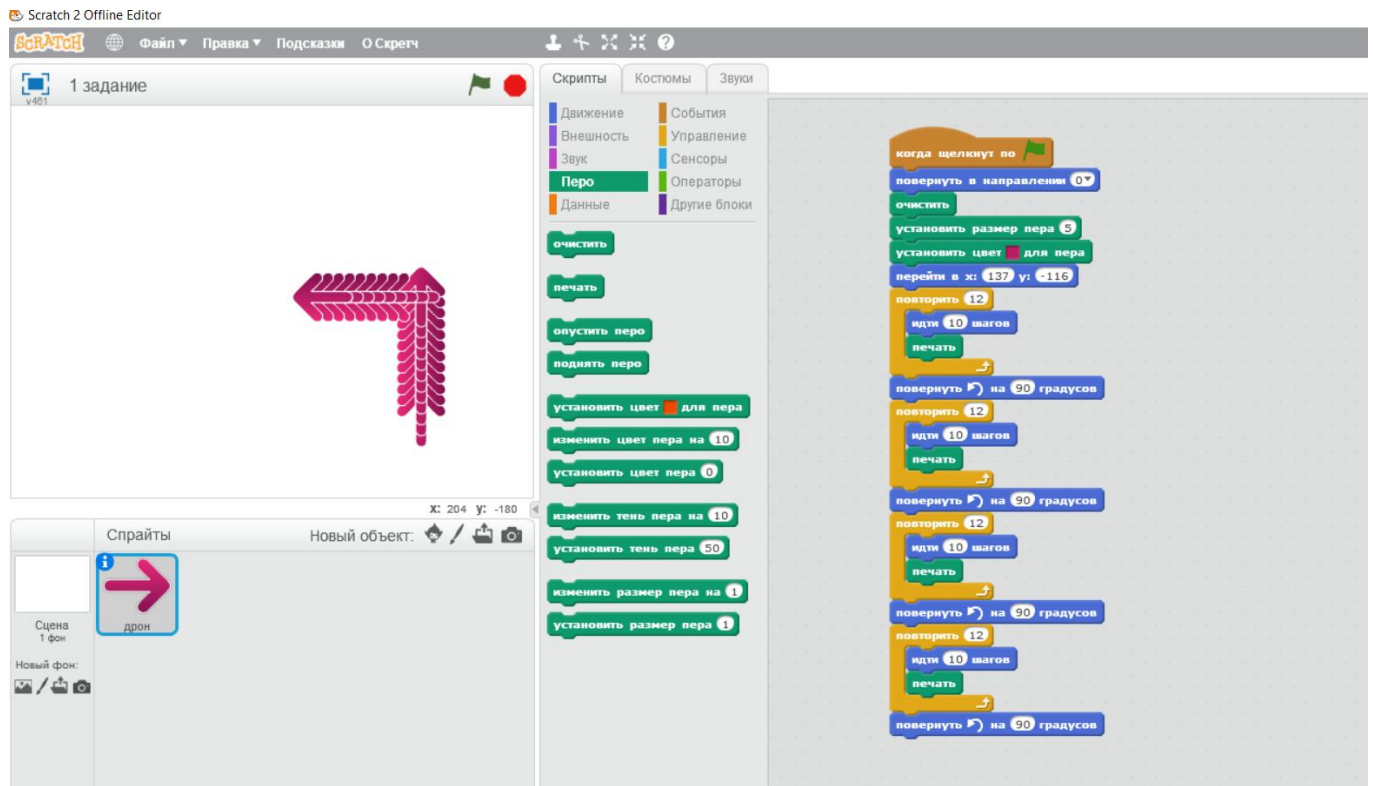 Scratch 2 Offline Editor
SCRATCH Файл Правка Подсказки О Скретч
v461 1 задание
X: 204 y: -180
Спрайты Новый объект:
Сцена
1 фон
Новый фон:
дрон
Скрипты Костюмы Звуки
Движение События
Внешность Управление
Звук Сенсоры
Перо Операторы
Данные Другие блоки
очистить
печать
опустить перо
поднять перо
установить цвет для пера
изменить цвет пера на 10
установить цвет пера 0
изменить тень пера на 10
установить тень пера 50
изменить размер пера на 1
установить размер пера 1
когда щелкнут по
повернуть в направлении 0
очистить
установить размер пера 5
установить цвет для пера
перейти в x: 137 y: -116
повторить 12
идти 10 шагов
печать
повернуть на 90 градусов
повторить 12
идти 10 шагов
печать
повернуть на 90 градусов
повторить 12
идти 10 шагов
печать
повернуть на 90 градусов
повторить 12
идти 10 шагов
печать
повернуть на 90 градусов